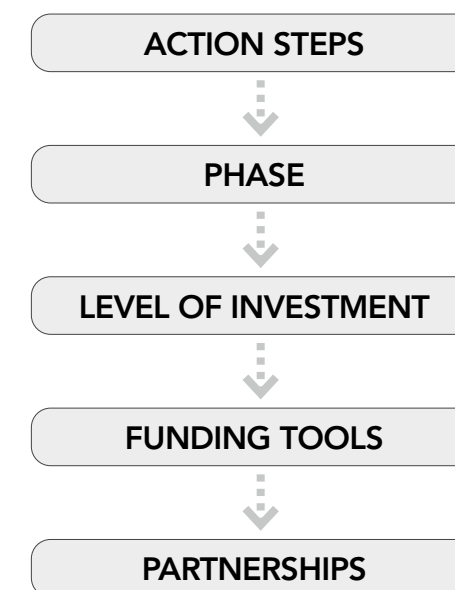 ACTION STEPS
PHASE
LEVEL OF INVESTMENT
FUNDING TOOLS
PARTNERSHIPS